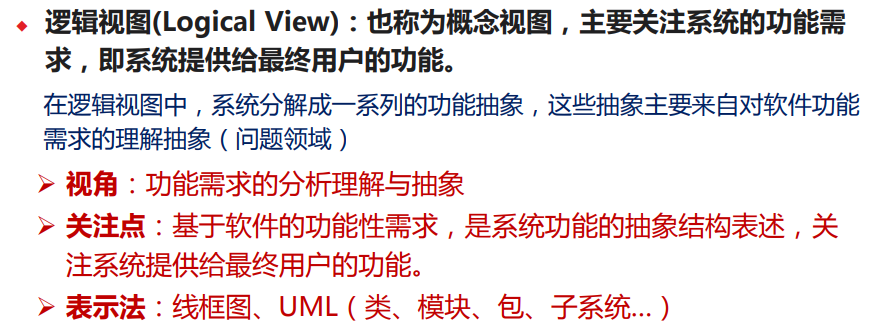 逻辑视图(Logical View)：也称为概念视图，主要关注系统的功能需
求，即系统提供给最终用户的功能。
在逻辑视图中，系统分解成一系列的功能抽象，这些抽象主要来自对软件功能
需求的理解抽象（问题领域）
视角：功能需求的分析理解与抽象
关注点：基于软件的功能性需求，是系统功能的抽象结构表述，关
注系统提供给最终用户的功能。
表示法：线框图、UML（类、模块、包、子系统…）